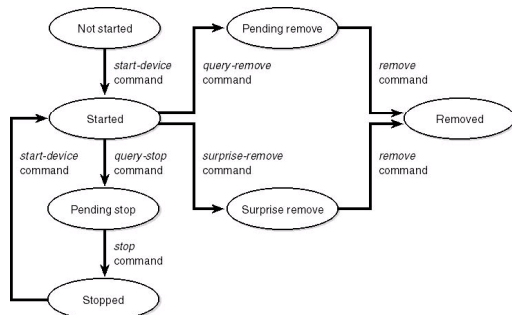 Not started
Pending remove
start-device
command
query-remove
command
remove
command
Started
Removed
start-device
command
query-stop
command
surprise-remove
command
remove
command
Pending stop
Surprise remove
stop
command
Stopped